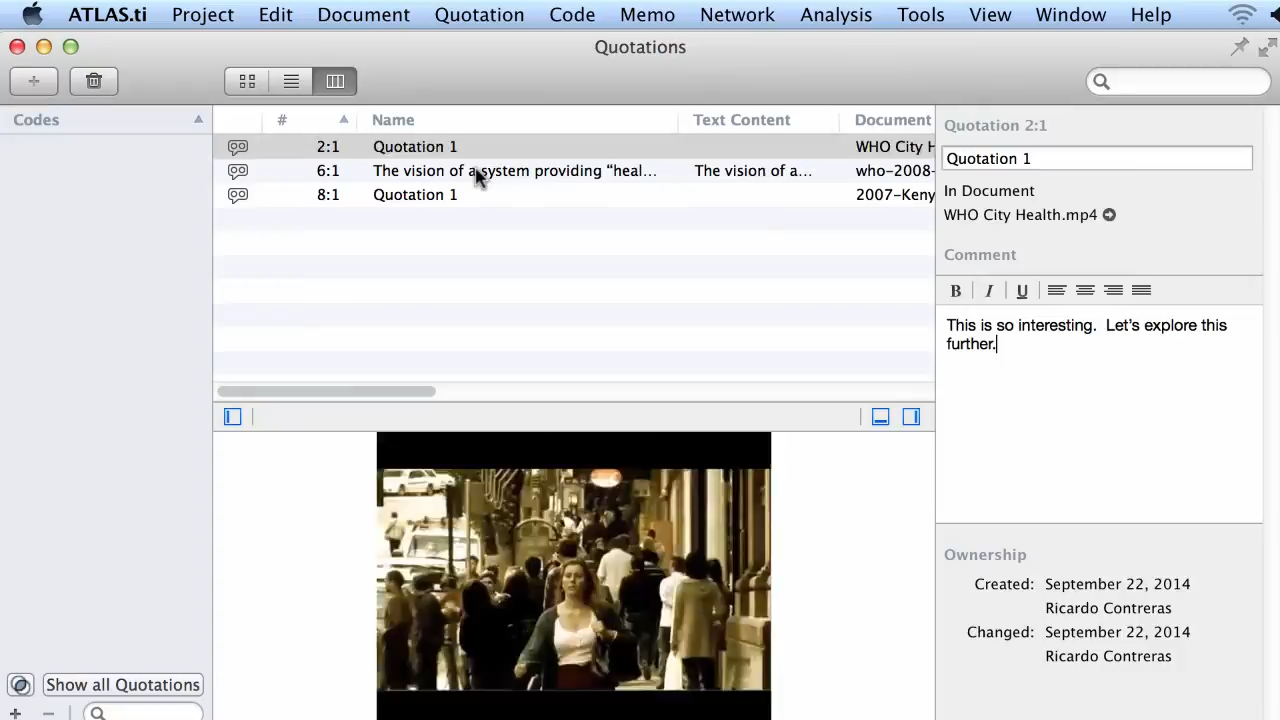 ATLAS.ti Project Edit Document Quotation Code Memo Network Analysis Tools View Window Help
Quotations
Codes
# Name Text Content Document
2:1 Quotation 1 WHO City H
6:1 The vision of a system providing “heal... The vision of a... who-2008-
8:1 Quotation 1 2007-Keny
Quotation 2:1
Quotation 1
In Document
WHO City Health.mp4
Comment
B I U
This is so interesting. Let’s explore this
further.
Ownership
Created: September 22, 2014
Ricardo Contreras
Changed: September 22, 2014
Ricardo Contreras
Show all Quotations